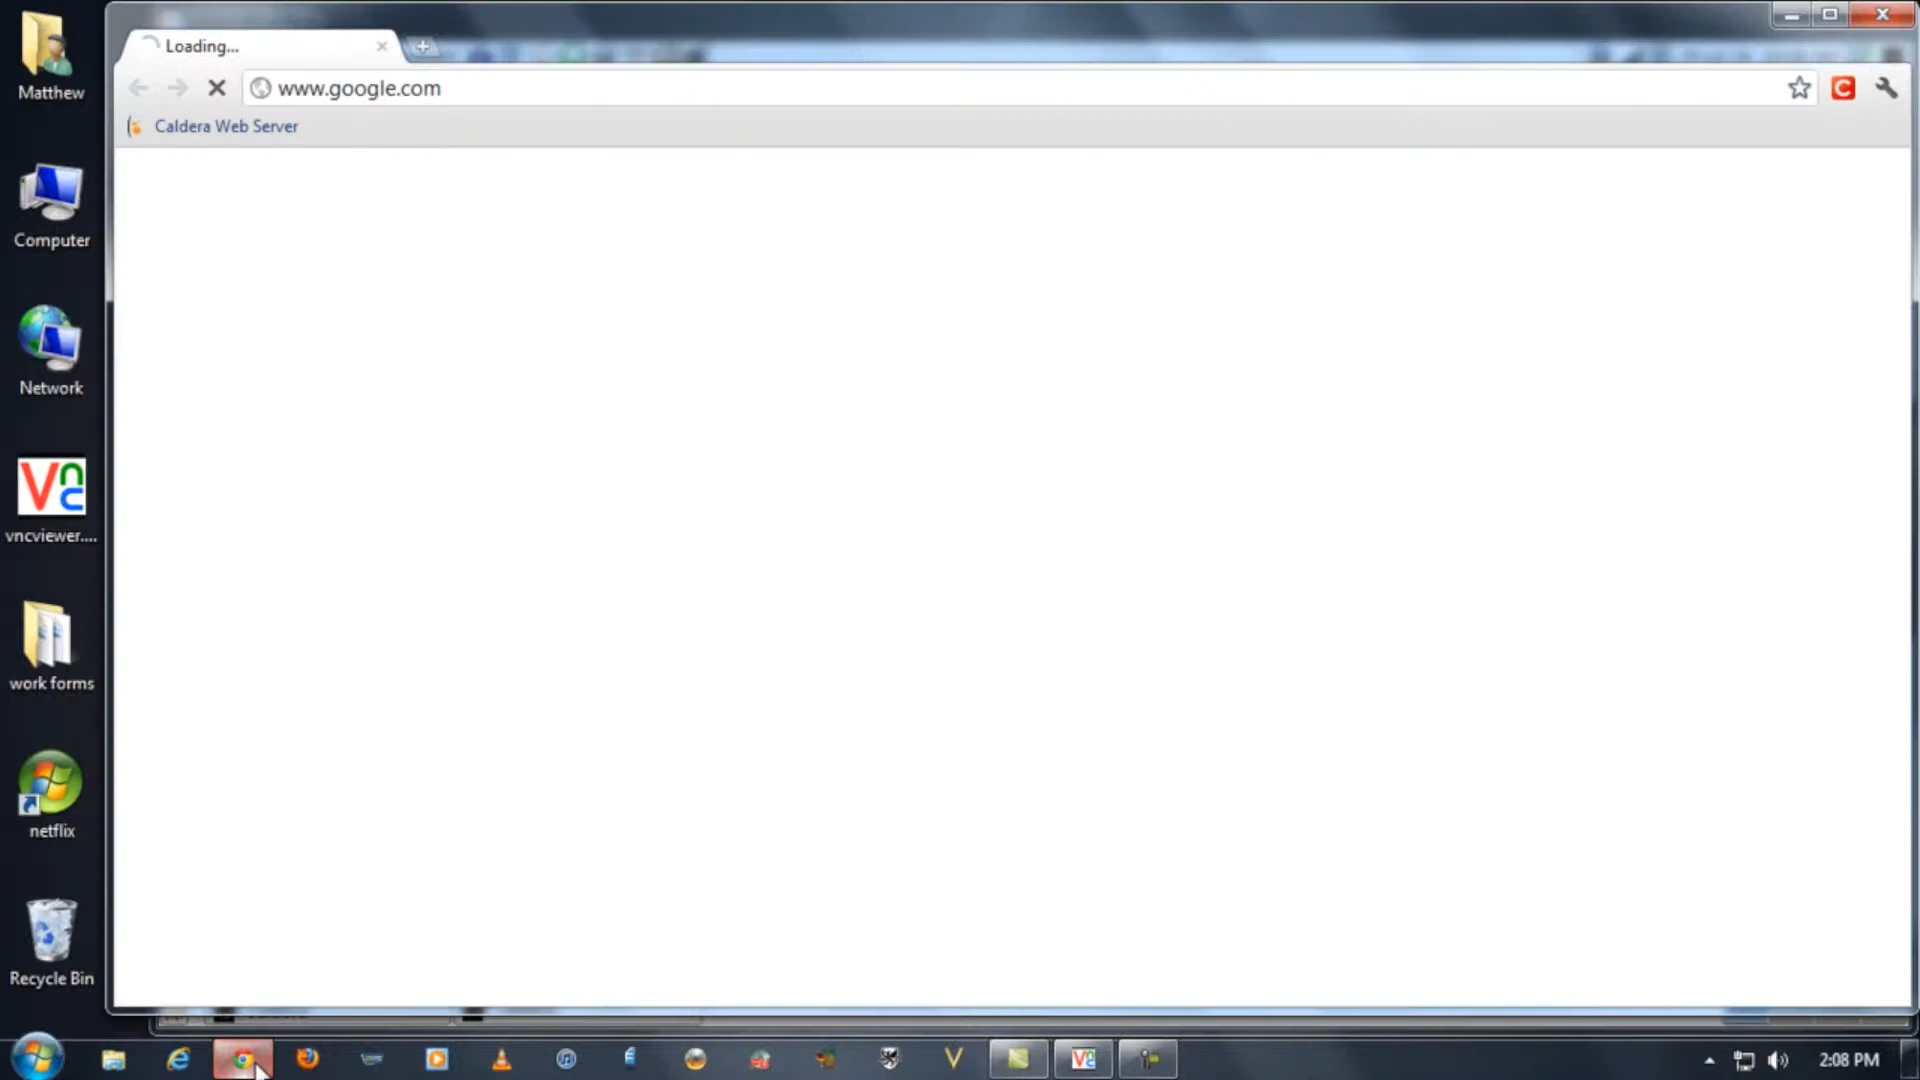 Loading...
www.google.com
Caldera Web Server
Matthew
Computer
Network
vncviewer....
work forms
netflix
Recycle Bin
2:08 PM